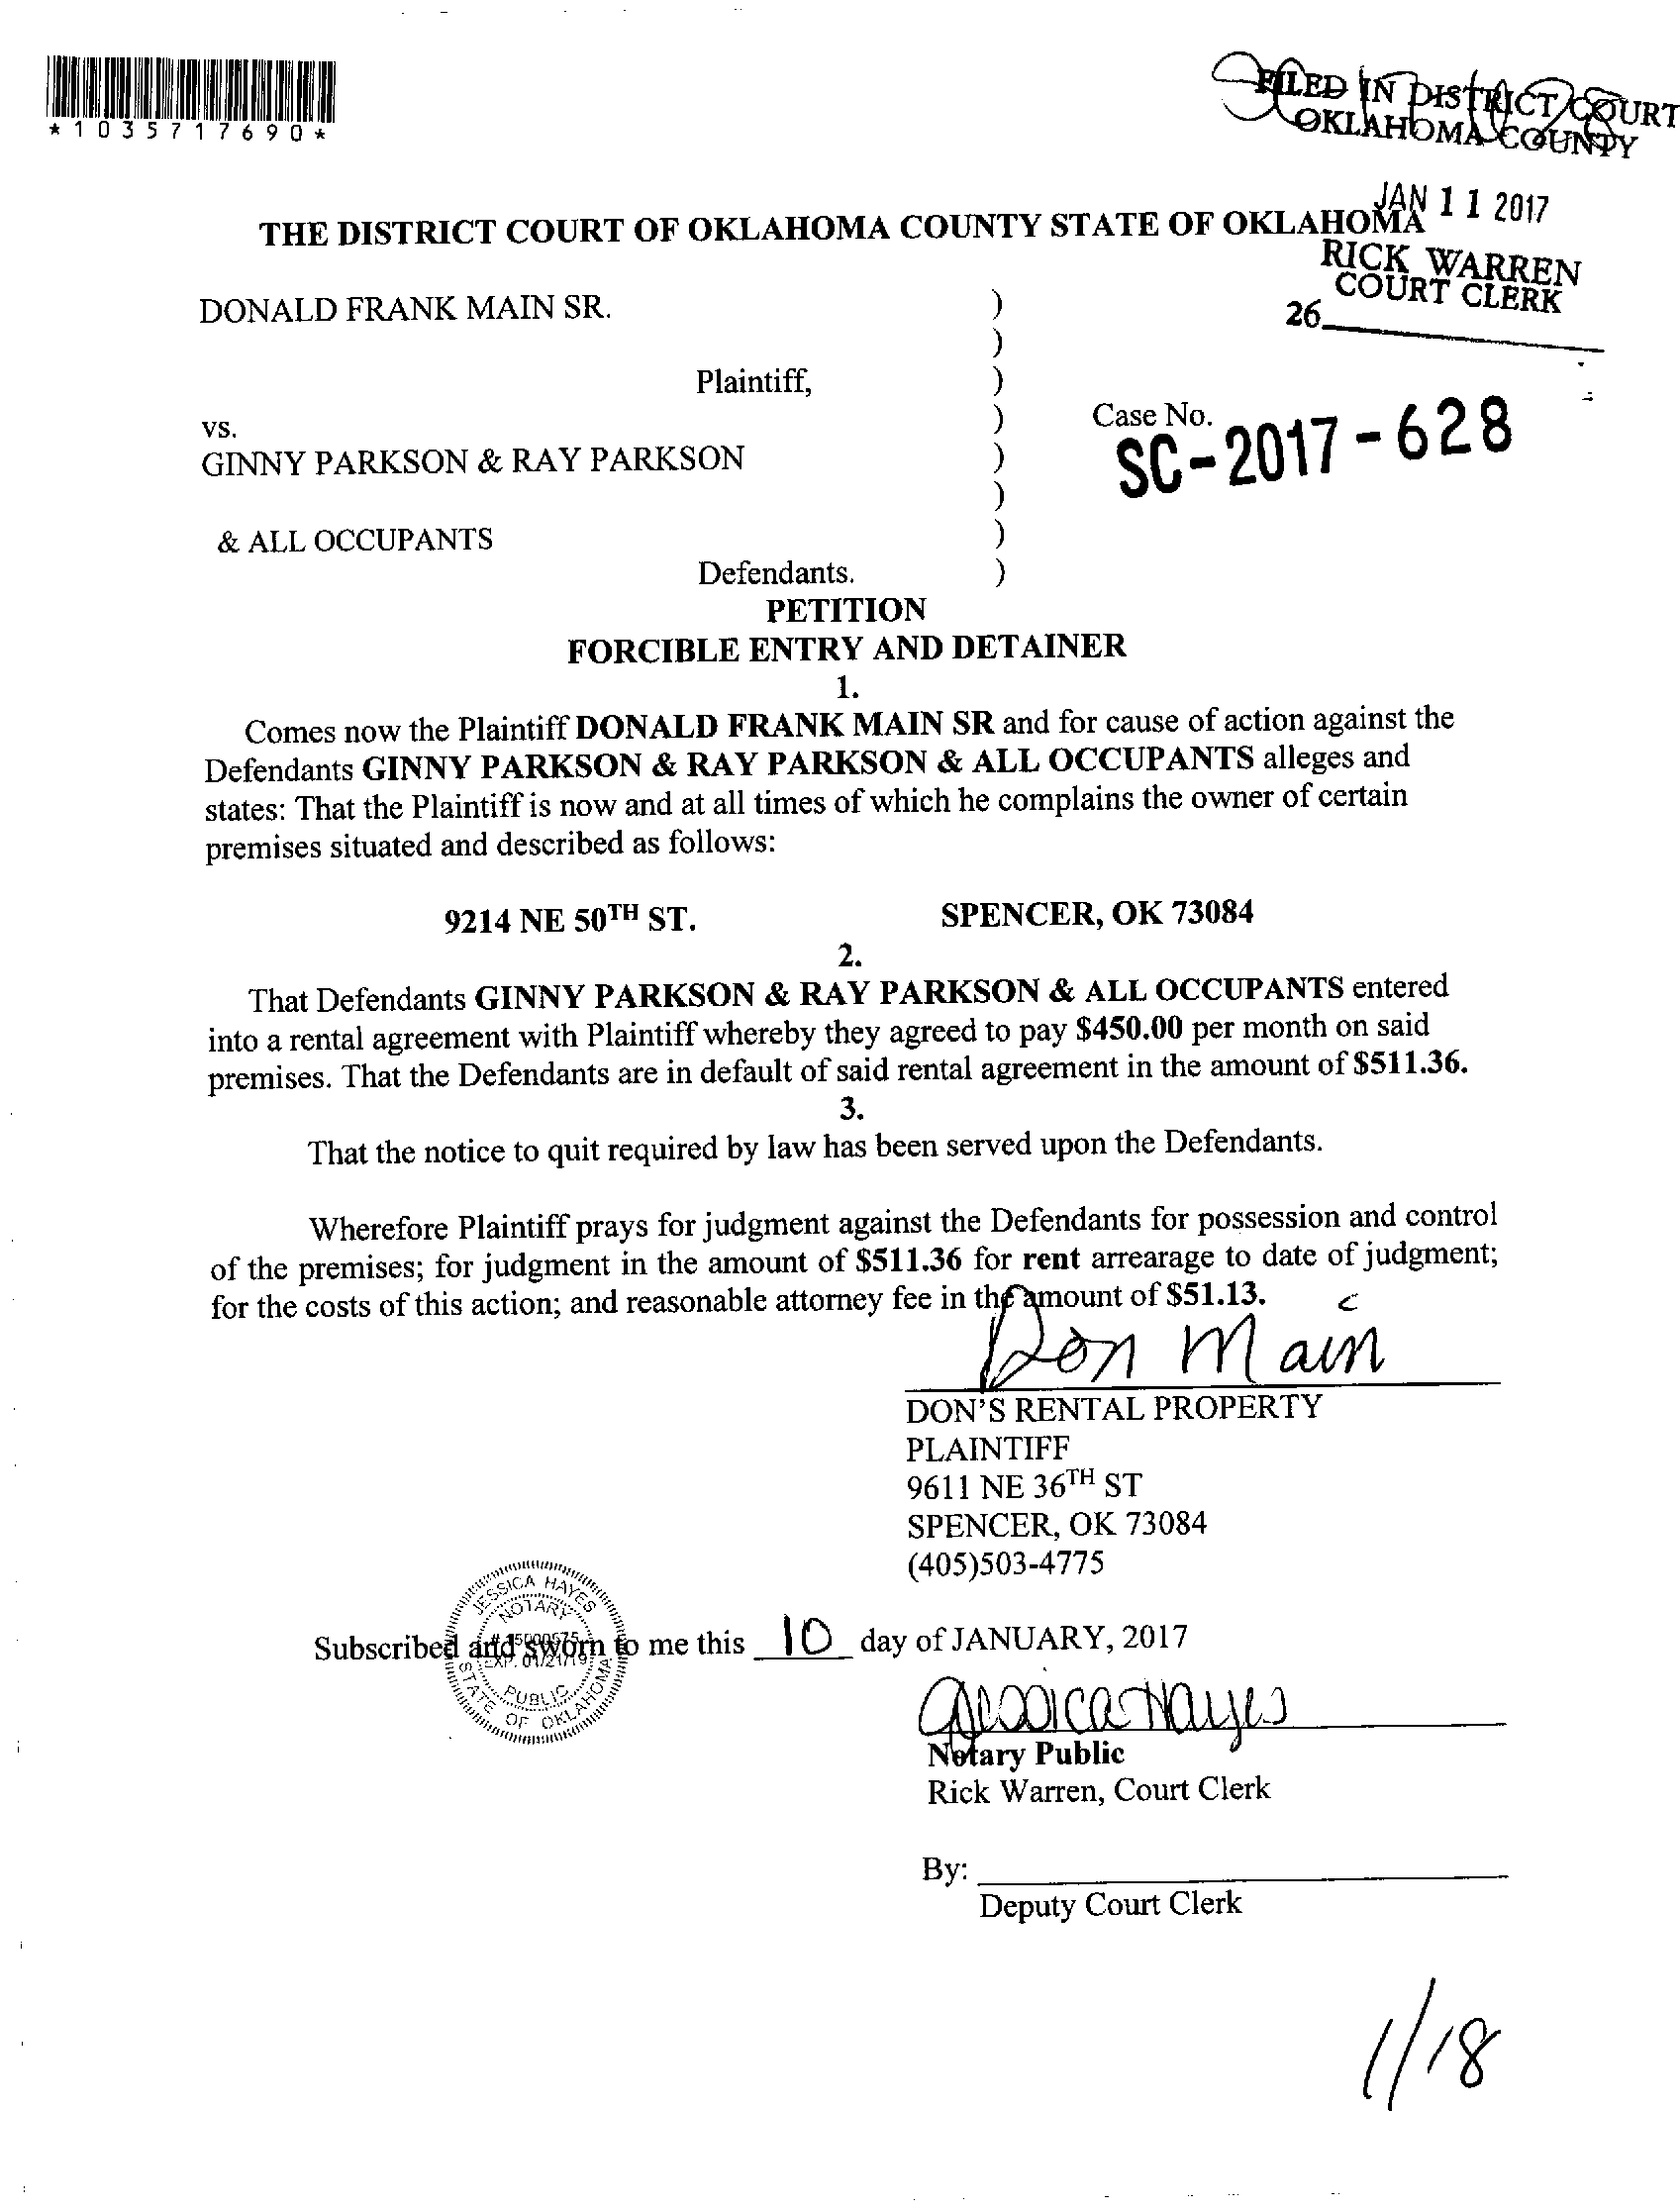 *1035717690*
FILED IN DISTRICT COURT
OKLAHOMA COUNTY
JAN 11 2017
THE DISTRICT COURT OF OKLAHOMA COUNTY STATE OF OKLAHOMA
RICK WARREN
COURT CLERK
26
DONALD FRANK MAIN SR. )
)
Plaintiff, )
vs. ) Case No.
GINNY PARKSON & RAY PARKSON ) SC-2017-628
)
& ALL OCCUPANTS )
Defendants. )
PETITION
FORCIBLE ENTRY AND DETAINER
1.
Comes now the Plaintiff DONALD FRANK MAIN SR and for cause of action against the
Defendants GINNY PARKSON & RAY PARKSON & ALL OCCUPANTS alleges and
states: That the Plaintiff is now and at all times of which he complains the owner of certain
premises situated and described as follows:
9214 NE 50TH ST. SPENCER, OK 73084
2.
That Defendants GINNY PARKSON & RAY PARKSON & ALL OCCUPANTS entered
into a rental agreement with Plaintiff whereby they agreed to pay $450.00 per month on said
premises. That the Defendants are in default of said rental agreement in the amount of $511.36.
3.
That the notice to quit required by law has been served upon the Defendants.
Wherefore Plaintiff prays for judgment against the Defendants for possession and control
of the premises; for judgment in the amount of $511.36 for rent arrearage to date of judgment;
for the costs of this action; and reasonable attorney fee in the amount of $51.13.
Don Main
DON'S RENTAL PROPERTY
PLAINTIFF
9611 NE 36TH ST
SPENCER, OK 73084
(405)503-4775
JESSICA HAYES
NOTARY
# 15000575
EXP. 01/21/19
PUBLIC
STATE OF OKLAHOMA
Subscribed and sworn to me this 10 day of JANUARY, 2017
Jessica Hayes
Notary Public
Rick Warren, Court Clerk
By:
Deputy Court Clerk
1/18